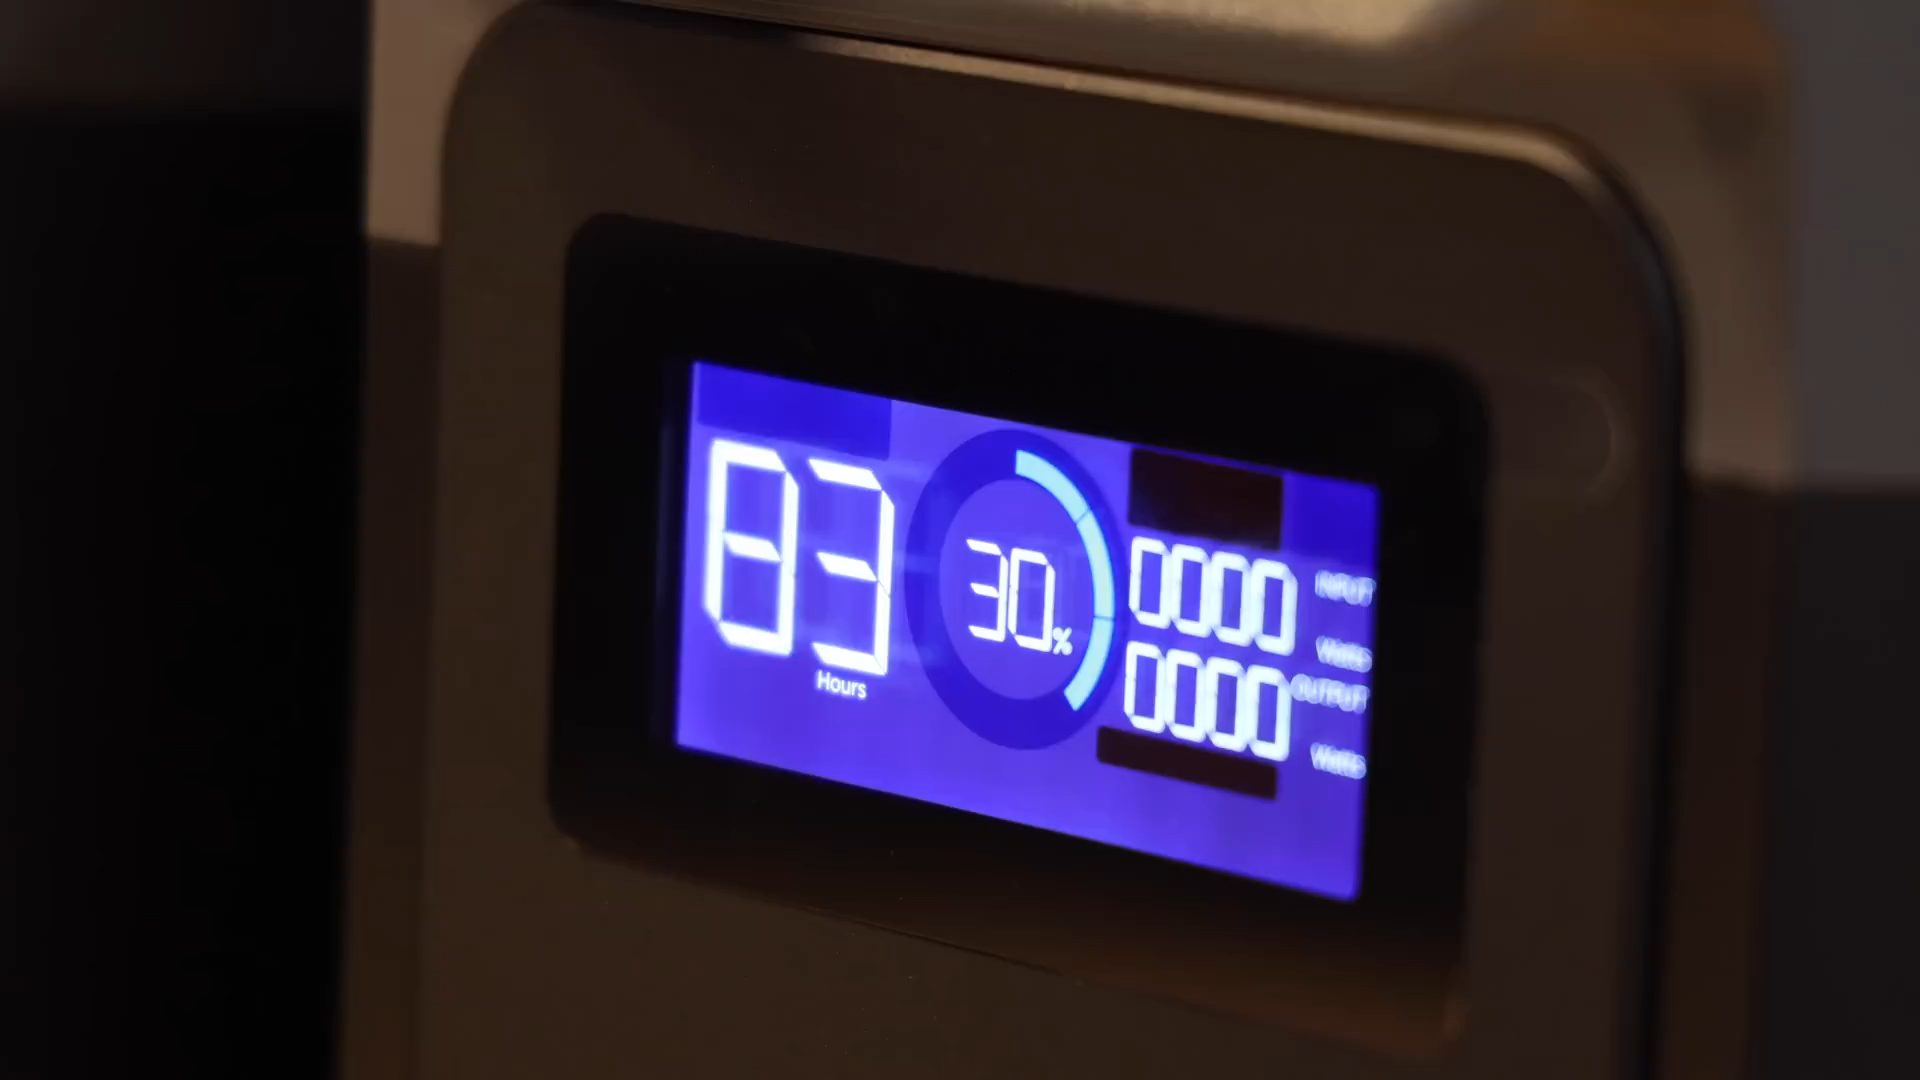 83
Hours
30%
0000
INPUT
Watts
0000
OUTPUT
Watts